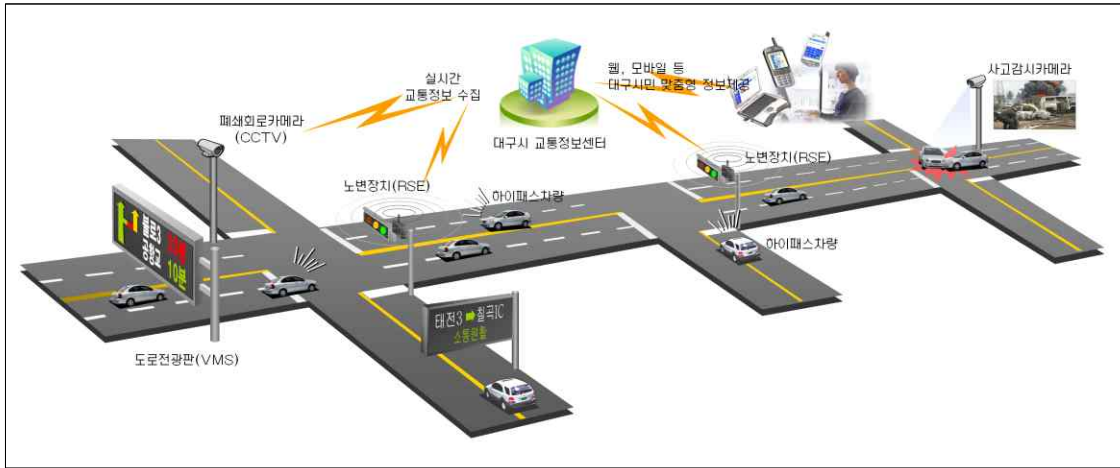 실시간
교통정보 수집
웹, 모바일 등
대구시민 맞춤형 정보제공
사고감시카메라
폐쇄회로카메라
(CCTV)
대구시 교통정보센터
노변장치(RSE)
노변장치(RSE)
하이패스차량
하이패스차량
10분
태전3 ➡ 칠곡IC
소통원활
도로전광판(VMS)